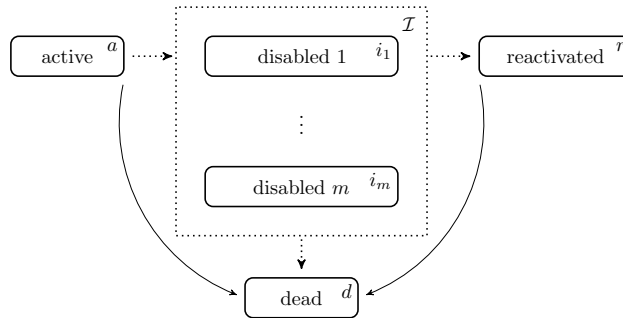 𝓘
active a
disabled 1 i₁
reactivated r
⋮
disabled m iₘ
dead d